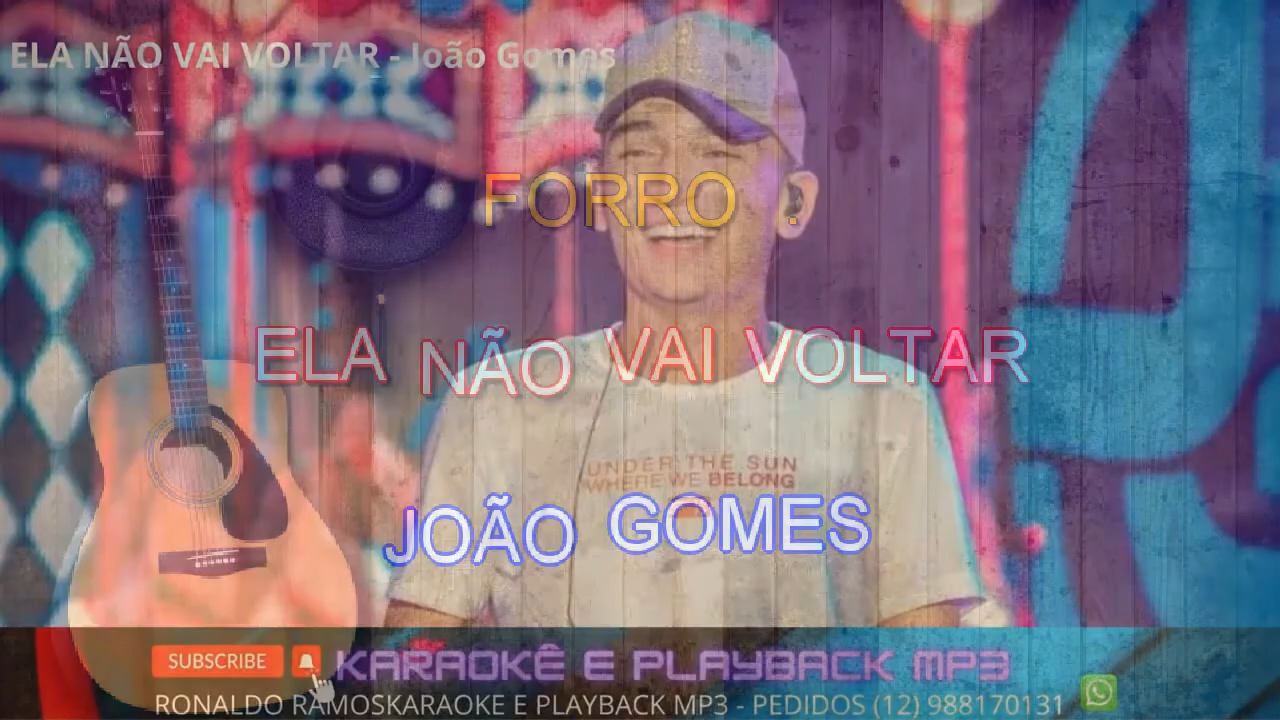 ELA NÃO VAI VOLTAR - João Gomes
FORRO
ELA NÃO VAI VOLTAR
UNDER THE SUN
WHERE WE BELONG
JOÃO GOMES
SUBSCRIBE
KARAOKÊ E PLAYBACK MP3
RONALDO RAMOSKARAOKE E PLAYBACK MP3 - PEDIDOS (12) 988170131